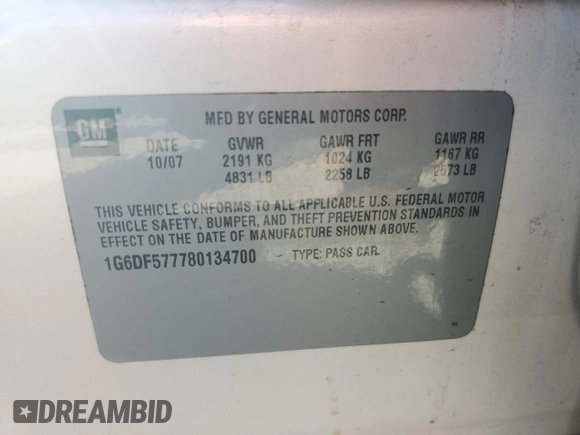 GM
MFD BY GENERAL MOTORS CORP.
DATE GVWR GAWR FRT GAWR RR
10/07 2191 KG 1024 KG 1167 KG
4831 LB 2258 LB 2573 LB
THIS VEHICLE CONFORMS TO ALL APPLICABLE U.S. FEDERAL MOTOR
VEHICLE SAFETY, BUMPER, AND THEFT PREVENTION STANDARDS IN
EFFECT ON THE DATE OF MANUFACTURE SHOWN ABOVE.
1G6DF577780134700 TYPE: PASS CAR
DREAMBID